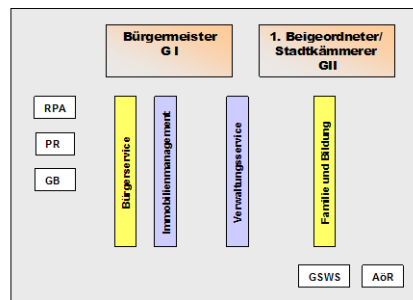 Bürgermeister
G I
1. Beigeordneter/
Stadtkämmerer
GII
RPA
PR
GB
Bürgerservice
Immobilienmanagement
Verwaltungsservice
Familie und Bildung
GSWS
AöR